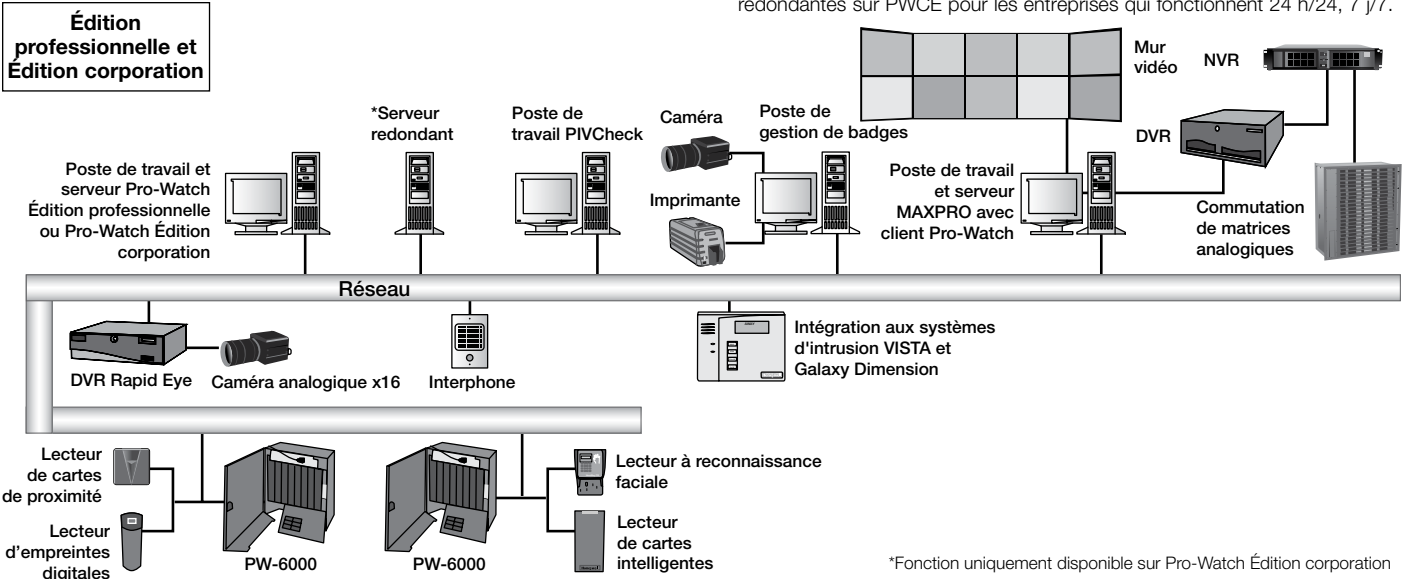 redondantes sur PWCE pour les entreprises qui fonctionnent 24 h/24, 7 j/7.
Édition
professionnelle et
Édition corporation
Poste de travail et
serveur Pro-Watch
Édition professionnelle
ou Pro-Watch Édition
corporation
*Serveur
redondant
Poste de
travail PIVCheck
Caméra
Imprimante
Poste de
gestion de badges
Poste de travail
et serveur
MAXPRO avec
client Pro-Watch
Mur
vidéo
NVR
DVR
Commutation
de matrices
analogiques
Réseau
DVR Rapid Eye
Caméra analogique x16
Interphone
Intégration aux systèmes
d'intrusion VISTA et
Galaxy Dimension
Lecteur
de cartes
de proximité
Lecteur
d'empreintes
digitales
PW-6000
PW-6000
Lecteur à reconnaissance
faciale
Lecteur
de cartes
intelligentes
*Fonction uniquement disponible sur Pro-Watch Édition corporation